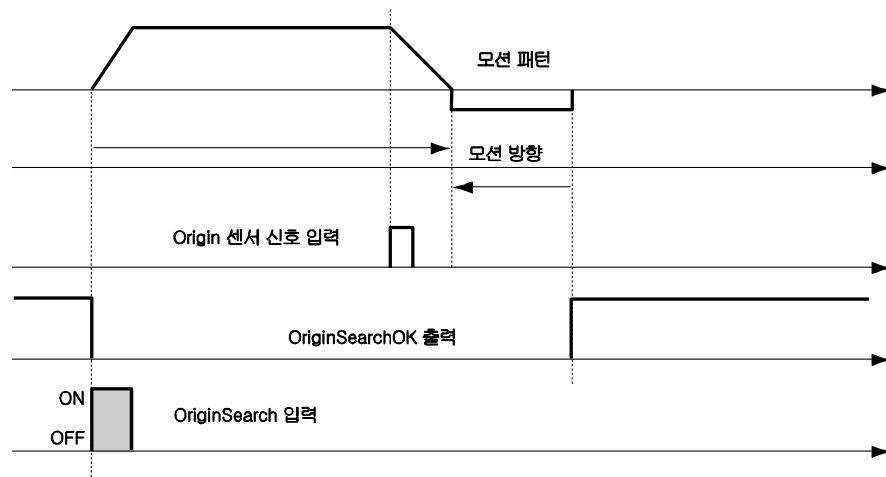 모션 패턴
모션 방향
Origin 센서 신호 입력
OriginSearchOK 출력
ON
OriginSearch 입력
OFF